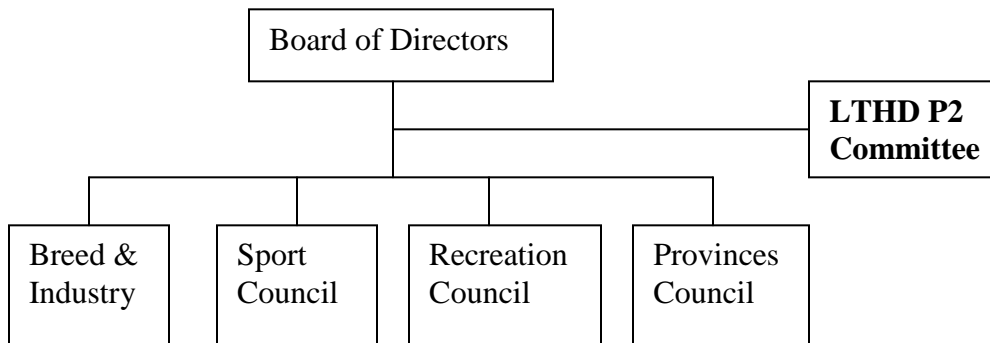 Board of Directors
LTHD P2
Committee
Breed &
Industry
Sport
Council
Recreation
Council
Provinces
Council